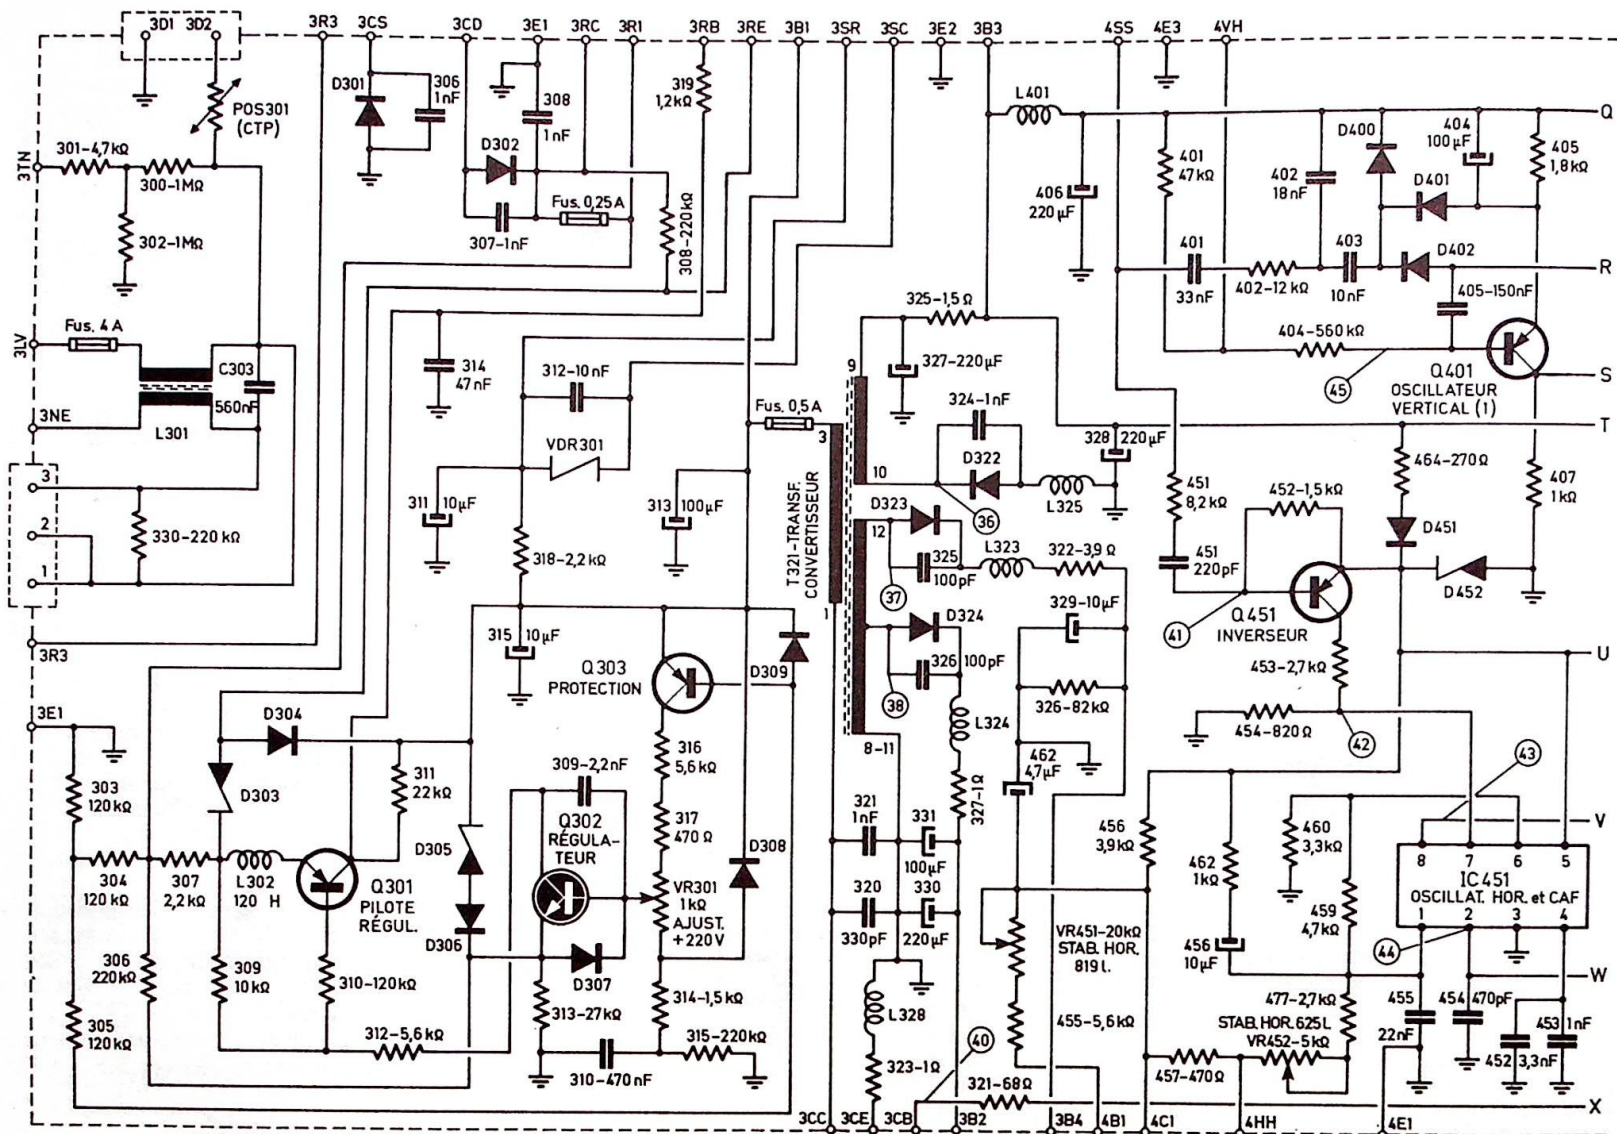 3D1 3D2 3R3 3CS 3CD 3E1 3RC 3R1 3RB 3RE 3B1 3SR 3SC 3E2 3B3 4SS 4E3 4VH
POS301
(CTP)
D301
306
1nF
308
1nF
D302
319
1,2kΩ
L401
Q
3TN
301-4,7kΩ
300-1MΩ
302-1MΩ
Fus. 0,25A
307-1nF
308-220kΩ
406
220µF
401
47kΩ
402
18nF
D400
404
100µF
405
1,8kΩ
D401
401
33nF
402-12kΩ
403
10nF
D402
R
405-150nF
404-560kΩ
45
Q401
OSCILLATEUR
VERTICAL (1)
S
3LV
Fus. 4A
C303
560nF
L301
3NE
314
47nF
312-10nF
VDR301
Fus. 0,5A
325-1,5Ω
327-220µF
9
324-1nF
D322
10
36
L325
328
220µF
T
3
T321-TRANSF.
CONVERTISSEUR
1
3
2
1
330-220kΩ
311
10µF
313
100µF
318-2,2kΩ
D323
12
325
100pF
37
L323
322-3,9Ω
451
8,2kΩ
451
220pF
452-1,5kΩ
464-270Ω
D451
407
1kΩ
D452
41
Q451
INVERSEUR
3R3
315
10µF
Q303
PROTECTION
D309
D324
326
100pF
38
329-10µF
326-82kΩ
453-2,7kΩ
U
3E1
D304
303
120kΩ
D303
311
22kΩ
316
5,6kΩ
8-11
L324
462
4,7µF
454-820Ω
42
43
309-2,2nF
Q302
RÉGULA-
TEUR
317
470Ω
D305
D308
321
1nF
331
100µF
327-1Ω
456
3,9kΩ
460
3,3kΩ
V
304
120kΩ
307
2,2kΩ
L302
120 H
Q301
PILOTE
RÉGUL.
VR301
1kΩ
AJUST.
+220V
D306
320
330pF
330
220µF
VR451-20kΩ
STAB. HOR.
819 l.
462
1kΩ
456
10µF
459
4,7kΩ
8 7 6 5
IC451
OSCILLAT. HOR. et CAF
1 2 3 4
44
W
306
220kΩ
309
10kΩ
310-120kΩ
D307
313-27kΩ
314-1,5kΩ
315-220kΩ
305
120kΩ
312-5,6kΩ
310-470nF
L328
323-1Ω
40
455-5,6kΩ
477-2,7kΩ
STAB. HOR. 625L
VR452-5kΩ
455
22nF
454
470pF
452
3,3nF
453
1nF
457-470Ω
321-68Ω
X
3CC 3CE 3CB 3B2 3B4 4B1 4C1 4HH 4E1